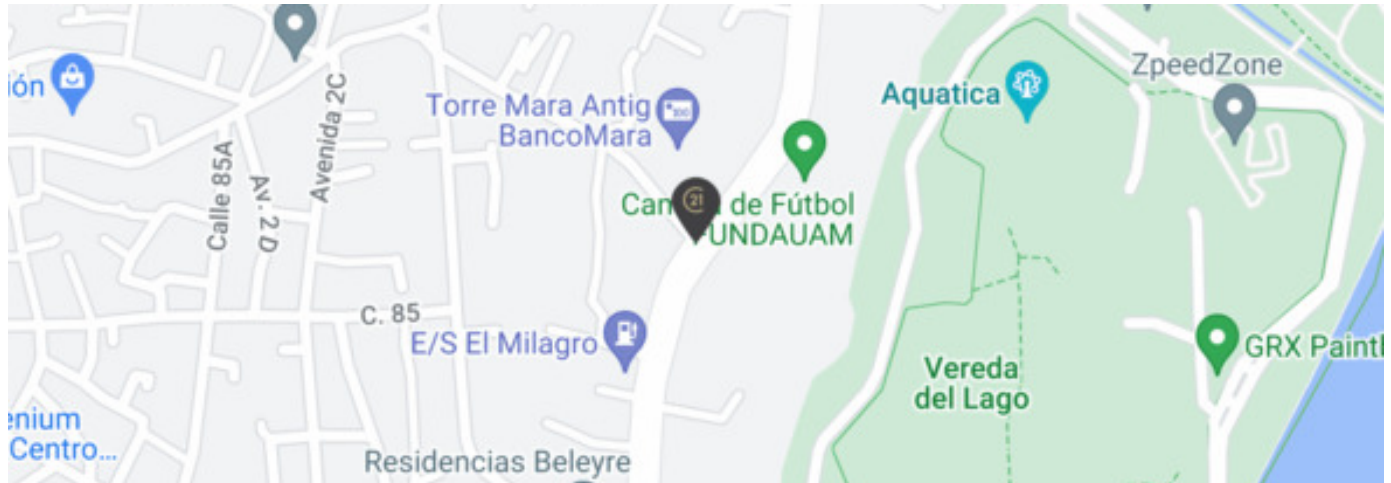 ión
Avenida 2C
Calle 85A
Av. 2 D
C. 85
Torre Mara Antig
BancoMara
21
de Fútbol
UNDAUAM
E/S El Milagro
enium
Centro...
Residencias Beleyre
Aquatica
ZpeedZone
Vereda
del Lago
GRX Paint